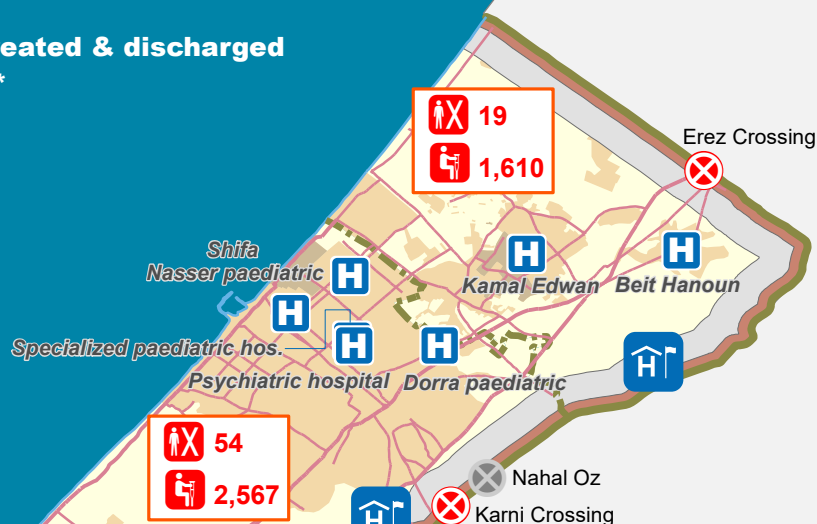 eated & discharged
*
19
1,610
Erez Crossing
Shifa
Nasser paediatric
H
H
H
Kamal Edwan
Beit Hanoun
H
Specialized paediatric hos.
H
H
H
Psychiatric hospital
Dorra paediatric
54
2,567
Nahal Oz
H
Karni Crossing